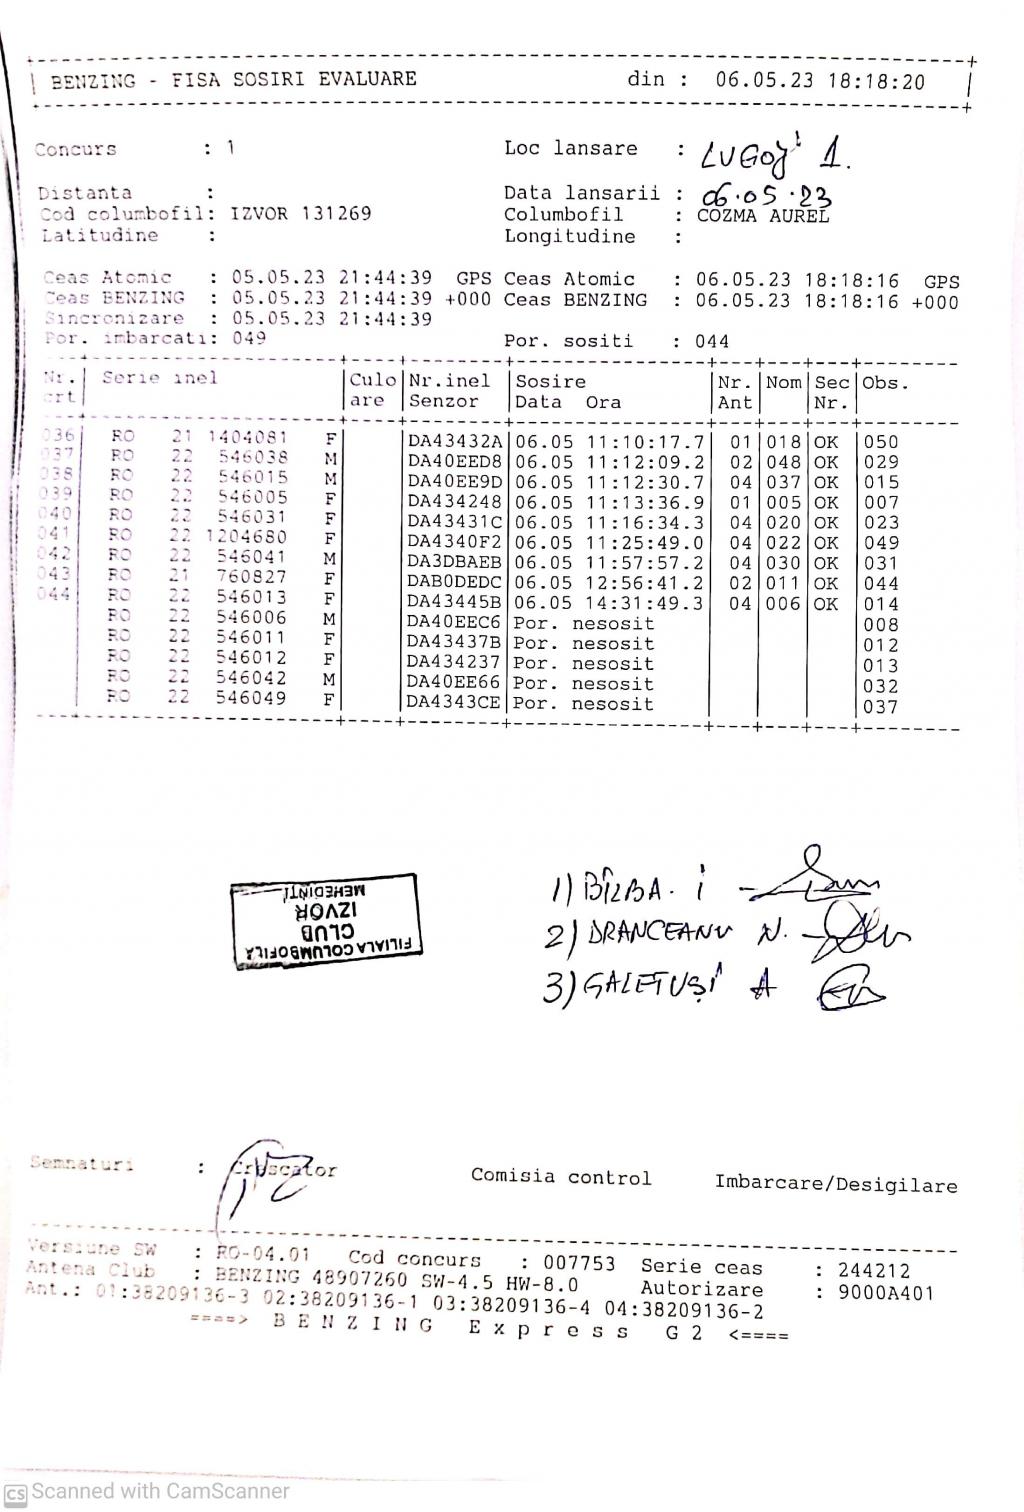 BENZING - FISA SOSIRI EVALUARE din : 06.05.23 18:18:20
Concurs : 1 Loc lansare : LUGOJ 1.
Distanta : Data lansarii : 06.05.23
Cod columbofil: IZVOR 131269 Columbofil : COZMA AUREL
Latitudine : Longitudine :
Ceas Atomic : 05.05.23 21:44:39 GPS Ceas Atomic : 06.05.23 18:18:16 GPS
Ceas BENZING : 05.05.23 21:44:39 +000 Ceas BENZING : 06.05.23 18:18:16 +000
Sincronizare : 05.05.23 21:44:39
Por. imbarcati: 049 Por. sositi : 044
Nr. Serie inel Culo Nr.inel Sosire Nr. Nom Sec Obs.
crt are Senzor Data Ora Ant Nr.
036 RO 21 1404081 F DA43432A 06.05 11:10:17.7 01 018 OK 050
037 RO 22 546038 M DA40EED8 06.05 11:12:09.2 02 048 OK 029
038 RO 22 546015 M DA40EE9D 06.05 11:12:30.7 04 037 OK 015
039 RO 22 546005 F DA434248 06.05 11:13:36.9 01 005 OK 007
040 RO 22 546031 F DA43431C 06.05 11:16:34.3 04 020 OK 023
041 RO 22 1204680 F DA4340F2 06.05 11:25:49.0 04 022 OK 049
042 RO 22 546041 M DA3DBAEB 06.05 11:57:57.2 04 030 OK 031
043 RO 21 760827 F DAB0DEDC 06.05 12:56:41.2 02 011 OK 044
044 RO 22 546013 F DA43445B 06.05 14:31:49.3 04 006 OK 014
RO 22 546006 M DA40EEC6 Por. nesosit 008
RO 22 546011 F DA43437B Por. nesosit 012
RO 22 546012 F DA434237 Por. nesosit 013
RO 22 546042 M DA40EE66 Por. nesosit 032
RO 22 546049 F DA4343CE Por. nesosit 037
FILIALA COLUMBOFILA
CLUB
IZVOR
MEHEDINTI
1) BÎLBA. I
2) DRANCEANU N.
3) GALETUȘI A
Semnaturi : Crescator Comisia control Imbarcare/Desigilare
Versiune SW : RO-04.01 Cod concurs : 007753 Serie ceas : 244212
Antena Club : BENZING 48907260 SW-4.5 HW-8.0 Autorizare : 9000A401
Ant.: 01:38209136-3 02:38209136-1 03:38209136-4 04:38209136-2
====> B E N Z I N G E x p r e s s G 2 <====
CS Scanned with CamScanner